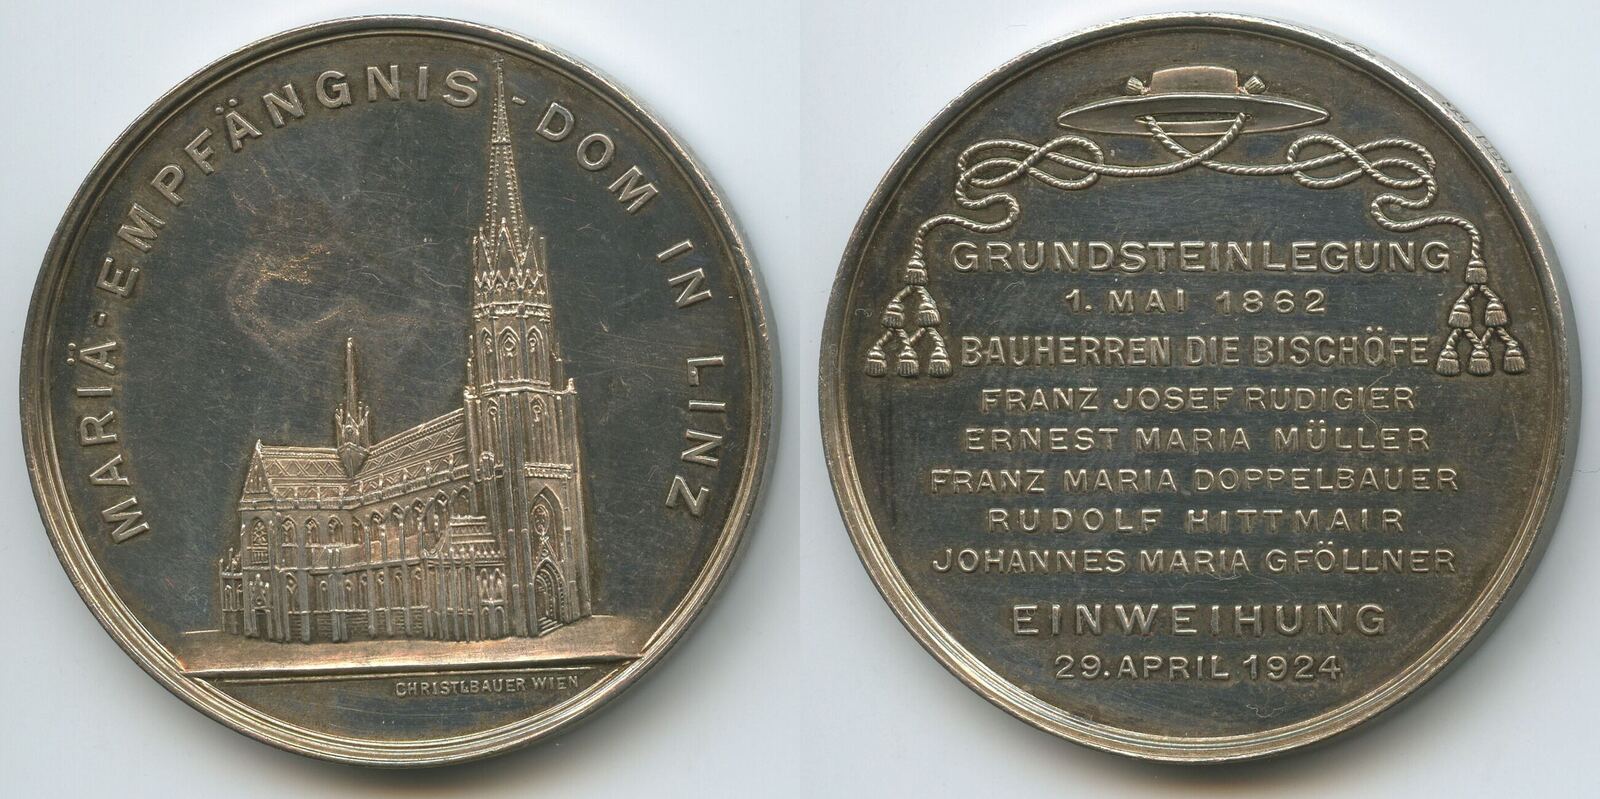 MARIÄ-EMPFÄNGNIS-DOM IN LINZ
CHRISTLBAUER WIEN
GRUNDSTEINLEGUNG
1. MAI 1862
BAUHERREN DIE BISCHÖFE
FRANZ JOSEF RUDIGIER
ERNEST MARIA MÜLLER
FRANZ MARIA DOPPELBAUER
RUDOLF HITTMAIR
JOHANNES MARIA GFÖLLNER
EINWEIHUNG
29. APRIL 1924